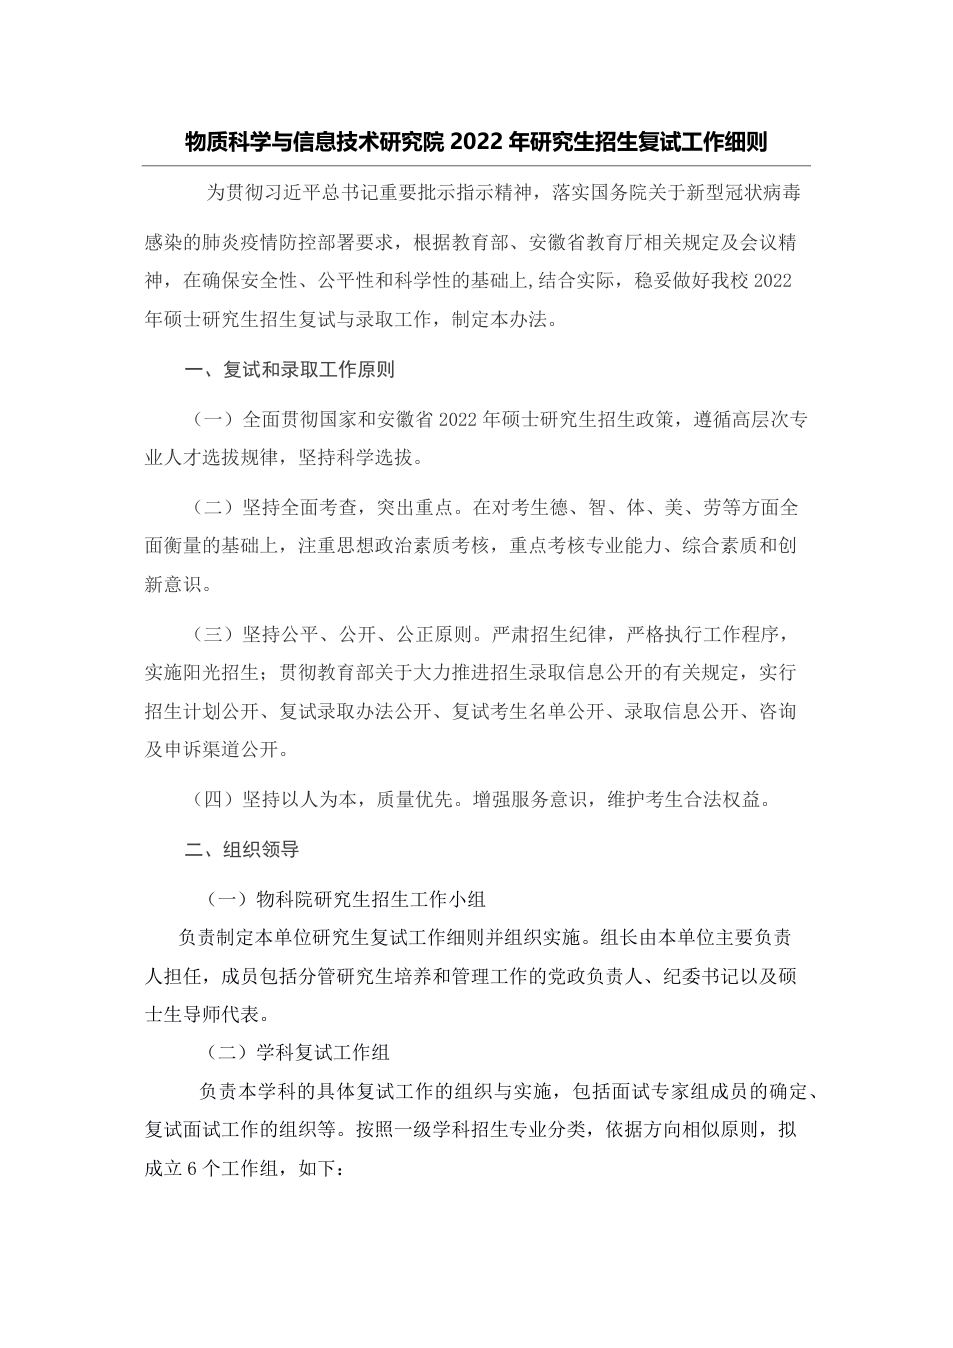 物质科学与信息技术研究院 2022 年研究生招生复试工作细则
为贯彻习近平总书记重要批示指示精神，落实国务院关于新型冠状病毒
感染的肺炎疫情防控部署要求，根据教育部、安徽省教育厅相关规定及会议精
神，在确保安全性、公平性和科学性的基础上,结合实际，稳妥做好我校 2022
年硕士研究生招生复试与录取工作，制定本办法。
一、复试和录取工作原则
（一）全面贯彻国家和安徽省 2022 年硕士研究生招生政策，遵循高层次专
业人才选拔规律，坚持科学选拔。
（二）坚持全面考查，突出重点。在对考生德、智、体、美、劳等方面全
面衡量的基础上，注重思想政治素质考核，重点考核专业能力、综合素质和创
新意识。
（三）坚持公平、公开、公正原则。严肃招生纪律，严格执行工作程序，
实施阳光招生；贯彻教育部关于大力推进招生录取信息公开的有关规定，实行
招生计划公开、复试录取办法公开、复试考生名单公开、录取信息公开、咨询
及申诉渠道公开。
（四）坚持以人为本，质量优先。增强服务意识，维护考生合法权益。
二、组织领导
（一）物科院研究生招生工作小组
负责制定本单位研究生复试工作细则并组织实施。组长由本单位主要负责
人担任，成员包括分管研究生培养和管理工作的党政负责人、纪委书记以及硕
士生导师代表。
（二）学科复试工作组
负责本学科的具体复试工作的组织与实施，包括面试专家组成员的确定、
复试面试工作的组织等。按照一级学科招生专业分类，依据方向相似原则，拟
成立 6 个工作组，如下：